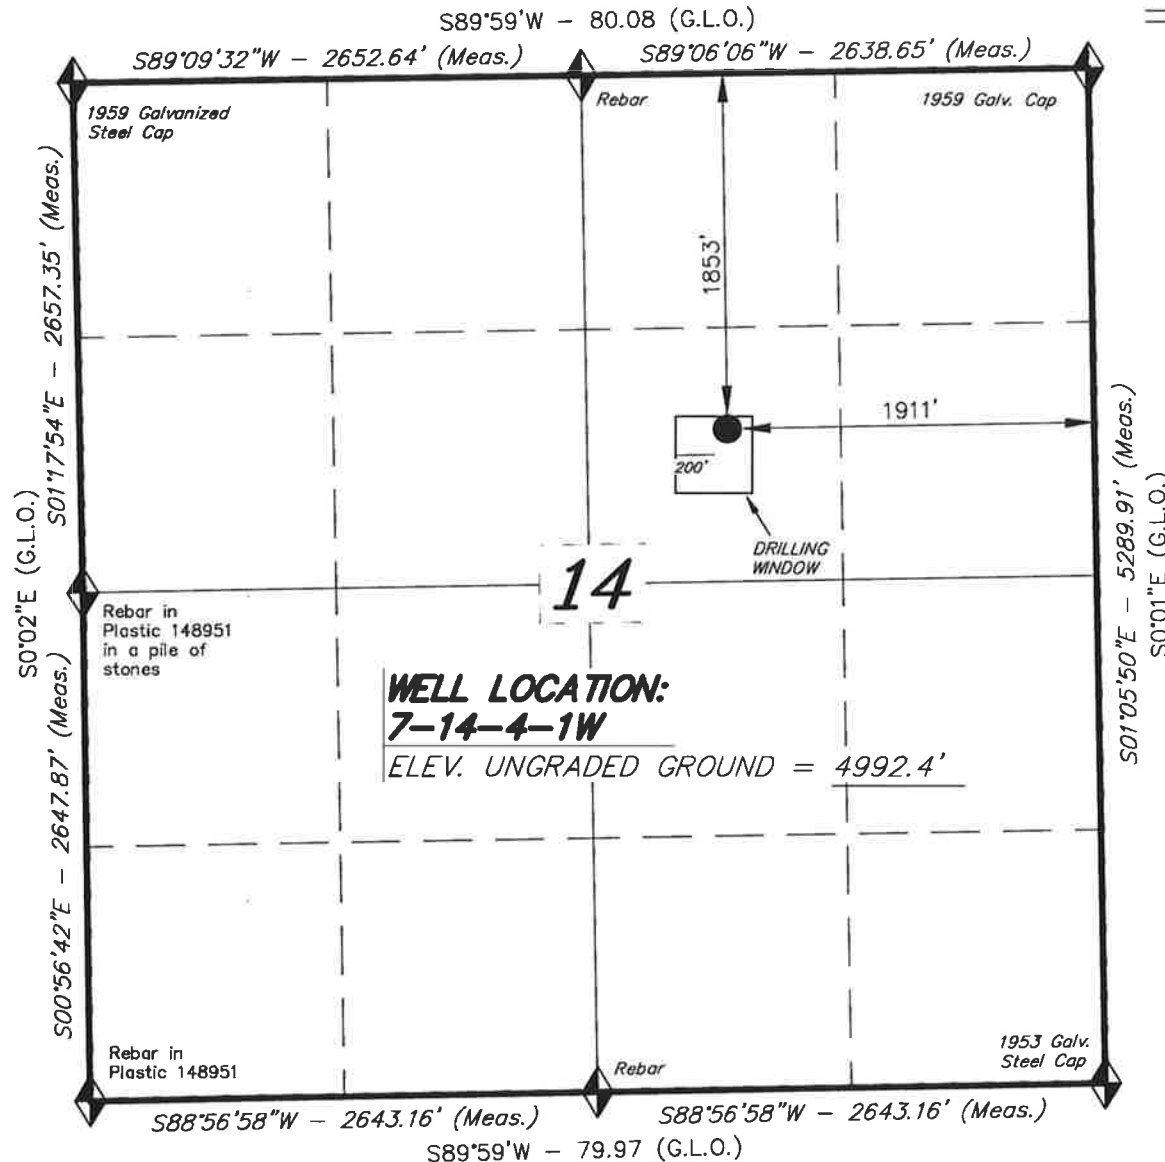 S89°59'W – 80.08 (G.L.O.)
S89°09'32"W – 2652.64' (Meas.)
S89°06'06"W – 2638.65' (Meas.)
1959 Galvanized
Steel Cap
Rebar
1959 Galv. Cap
S01°17'54"E – 2657.35' (Meas.)
1853'
1911'
200'
DRILLING
WINDOW
S0°02"E (G.L.O.)
S01°05'50"E – 5289.91' (Meas.)
S0°01"E (G.L.O.)
14
Rebar in
Plastic 148951
in a pile of
stones
WELL LOCATION:
7–14–4–1W
ELEV. UNGRADED GROUND = 4992.4'
S00°56'42"E – 2647.87' (Meas.)
Rebar in
Plastic 148951
Rebar
1953 Galv.
Steel Cap
S88°56'58"W – 2643.16' (Meas.)
S88°56'58"W – 2643.16' (Meas.)
S89°59'W – 79.97 (G.L.O.)